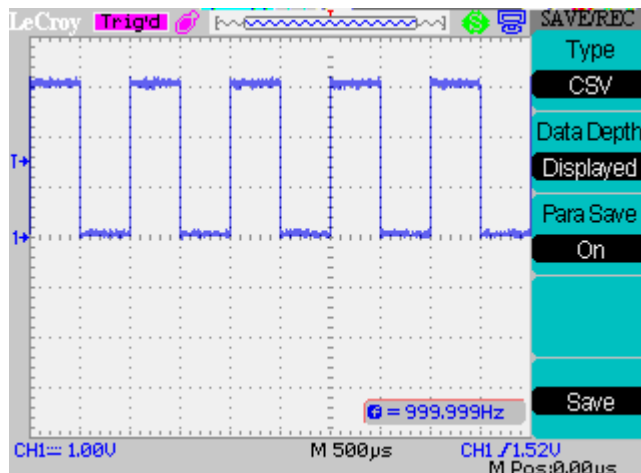 LeCroy Trig'd S SAVE/REC
Type
CSV
Data Depth
Displayed
Para Save
On
T
1
Save
f = 999.999Hz
CH1 1.00V M 500µs CH1 /1.52V
M Pos:0.00µs